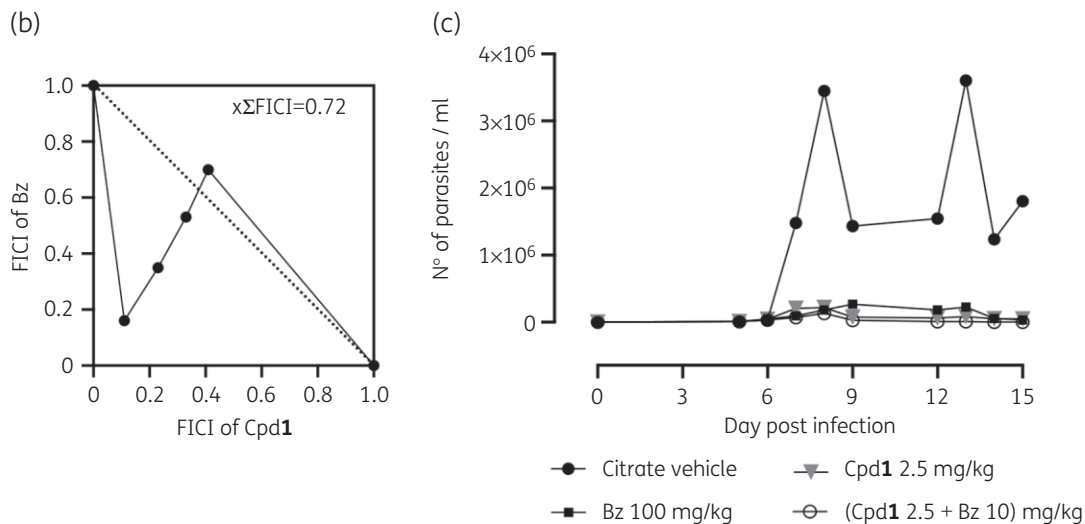 (b)
xΣFICI=0.72
1.0
0.8
0.6
0.4
0.2
0
FICI of Bz
0
0.2
0.4
0.6
0.8
1.0
FICI of Cpd1
(c)
4×10⁶
3×10⁶
2×10⁶
1×10⁶
0
N° of parasites / ml
0
3
6
9
12
15
Day post infection
Citrate vehicle
Cpd1 2.5 mg/kg
Bz 100 mg/kg
(Cpd1 2.5 + Bz 10) mg/kg